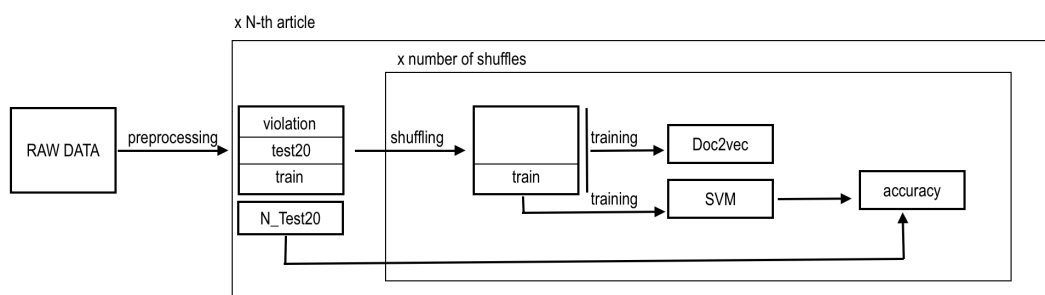 x N-th article
x number of shuffles
RAW DATA
preprocessing
violation
test20
train
N_Test20
shuffling
train
training
Doc2vec
training
SVM
accuracy